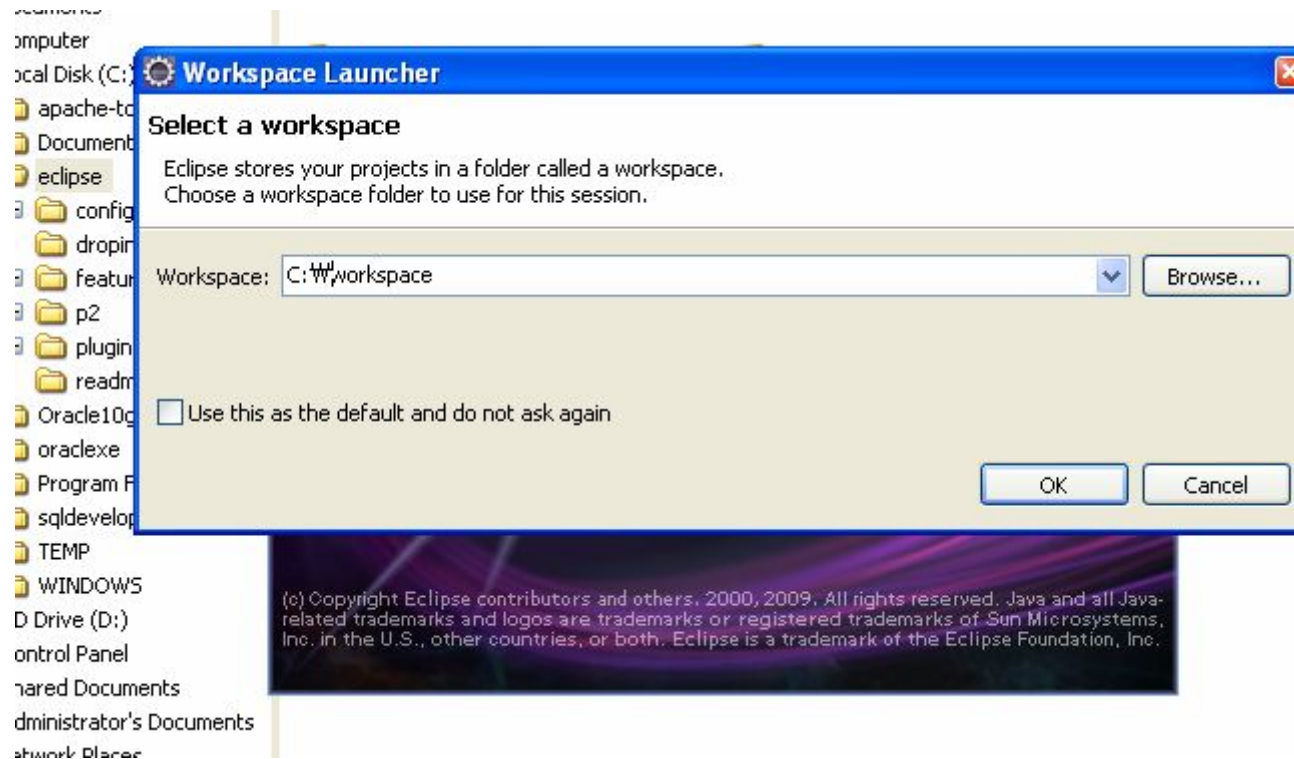 omputer
ocal Disk (C:)
apache-to
Document
eclipse
config
dropin
featur
p2
plugin
readm
Oracle10g
oraclexe
Program F
sqldevelop
TEMP
WINDOWS
D Drive (D:)
ontrol Panel
hared Documents
dministrator's Documents
etwork Places
Workspace Launcher
Select a workspace
Eclipse stores your projects in a folder called a workspace.
Choose a workspace folder to use for this session.
Workspace: C:₩workspace Browse...
Use this as the default and do not ask again
OK Cancel
(c) Copyright Eclipse contributors and others. 2000, 2009. All rights reserved. Java and all Java-
related trademarks and logos are trademarks or registered trademarks of Sun Microsystems,
Inc. in the U.S., other countries, or both. Eclipse is a trademark of the Eclipse Foundation, Inc.